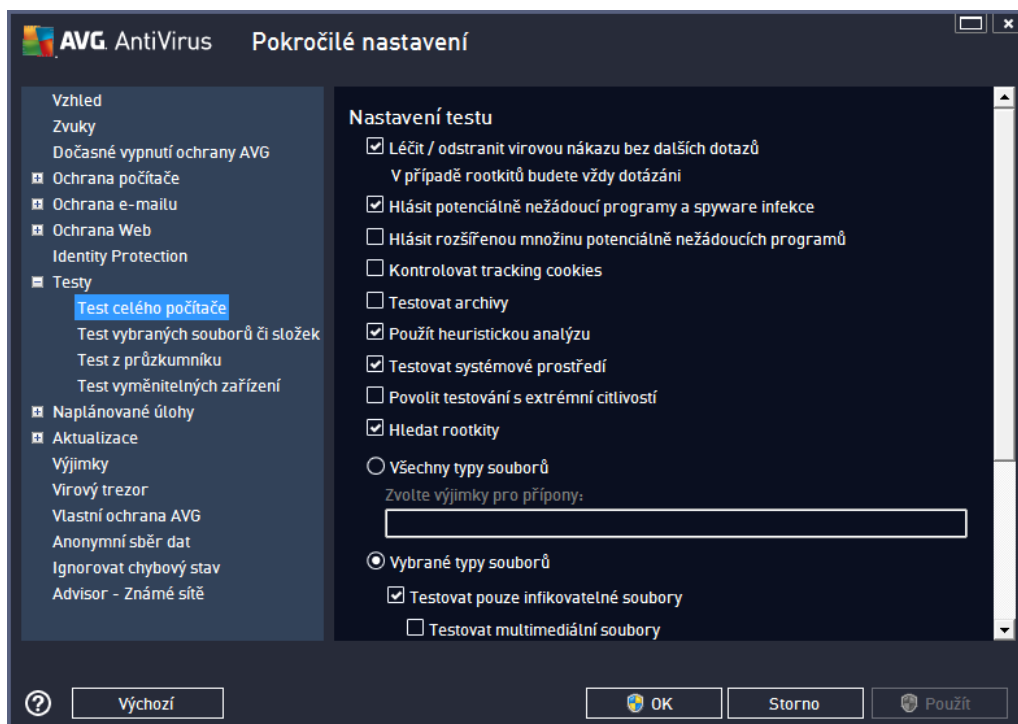 AVG. AntiVirus Pokročilé nastavení
Vzhled
Zvuky
Dočasné vypnutí ochrany AVG
Ochrana počítače
Ochrana e-mailu
Ochrana Web
Identity Protection
Testy
Test celého počítače
Test vybraných souborů či složek
Test z průzkumníku
Test vyměnitelných zařízení
Naplánované úlohy
Aktualizace
Výjimky
Virový trezor
Vlastní ochrana AVG
Anonymní sběr dat
Ignorovat chybový stav
Advisor - Známé sítě
Nastavení testu
Léčit / odstranit virovou nákazu bez dalších dotazů
V případě rootkitů budete vždy dotázáni
Hlásit potenciálně nežádoucí programy a spyware infekce
Hlásit rozšířenou množinu potenciálně nežádoucích programů
Kontrolovat tracking cookies
Testovat archivy
Použít heuristickou analýzu
Testovat systémové prostředí
Povolit testování s extrémní citlivostí
Hledat rootkity
Všechny typy souborů
Zvolte výjimky pro přípony:
Vybrané typy souborů
Testovat pouze infikovatelné soubory
Testovat multimediální soubory
Výchozí
OK
Storno
Použít